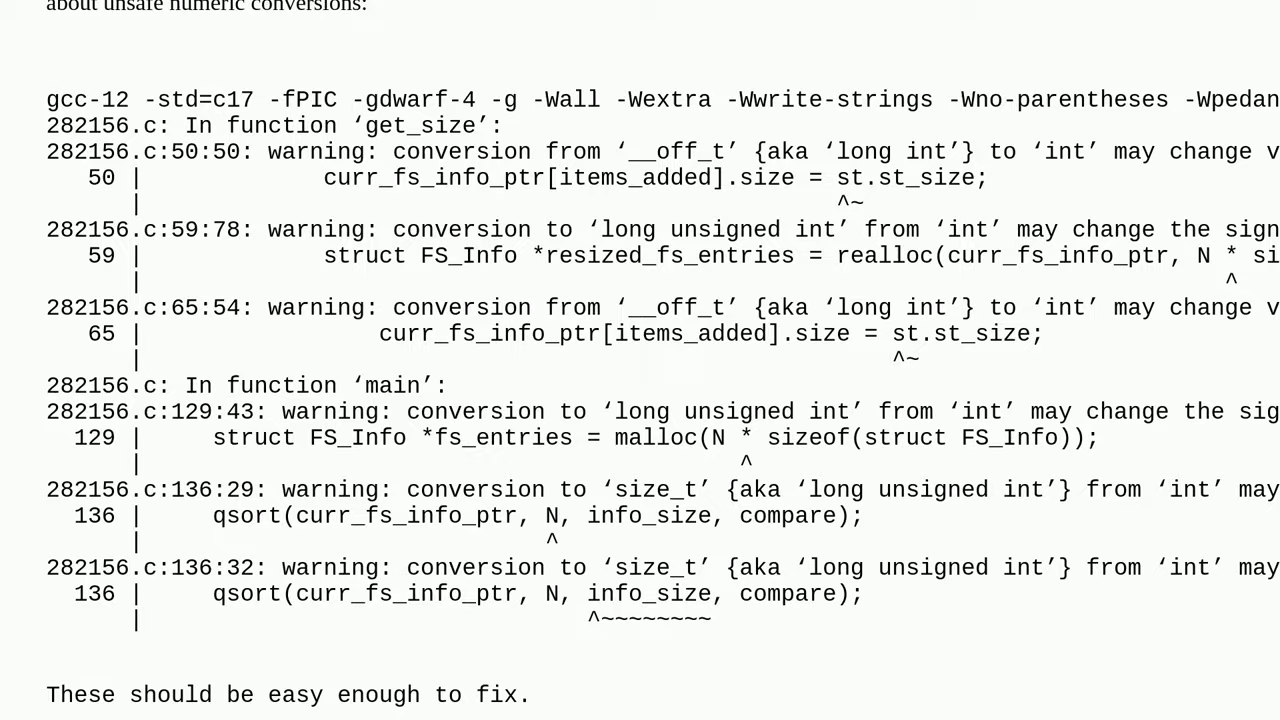 about unsafe numeric conversions:
gcc-12 -std=c17 -fPIC -gdwarf-4 -g -Wall -Wextra -Wwrite-strings -Wno-parentheses -Wpedan
282156.c: In function ‘get_size’:
282156.c:50:50: warning: conversion from ‘__off_t’ {aka ‘long int’} to ‘int’ may change v
   50 |             curr_fs_info_ptr[items_added].size = st.st_size;
      |                                                  ^~
282156.c:59:78: warning: conversion to ‘long unsigned int’ from ‘int’ may change the sign
   59 |             struct FS_Info *resized_fs_entries = realloc(curr_fs_info_ptr, N * si
      |                                                                              ^
282156.c:65:54: warning: conversion from ‘__off_t’ {aka ‘long int’} to ‘int’ may change v
   65 |                 curr_fs_info_ptr[items_added].size = st.st_size;
      |                                                      ^~
282156.c: In function ‘main’:
282156.c:129:43: warning: conversion to ‘long unsigned int’ from ‘int’ may change the sig
  129 |     struct FS_Info *fs_entries = malloc(N * sizeof(struct FS_Info));
      |                                           ^
282156.c:136:29: warning: conversion to ‘size_t’ {aka ‘long unsigned int’} from ‘int’ may
  136 |     qsort(curr_fs_info_ptr, N, info_size, compare);
      |                             ^
282156.c:136:32: warning: conversion to ‘size_t’ {aka ‘long unsigned int’} from ‘int’ may
  136 |     qsort(curr_fs_info_ptr, N, info_size, compare);
      |                                ^~~~~~~~~
These should be easy enough to fix.